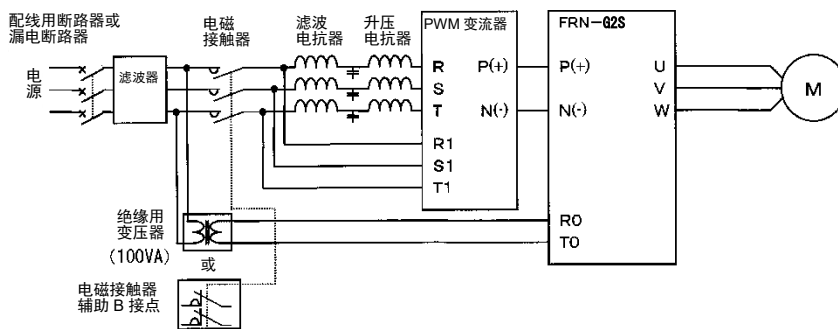 配线用断路器或
漏电断路器
电磁
接触器
滤波
电抗器
升压
电抗器
PWM 变流器
FRN-G2S
电
源
滤波器
R
S
T
P(+)
N(-)
P(+)
N(-)
U
V
W
M
R1
S1
T1
绝缘用
变压器
(100VA)
或
R0
T0
电磁接触器
辅助 B 接点